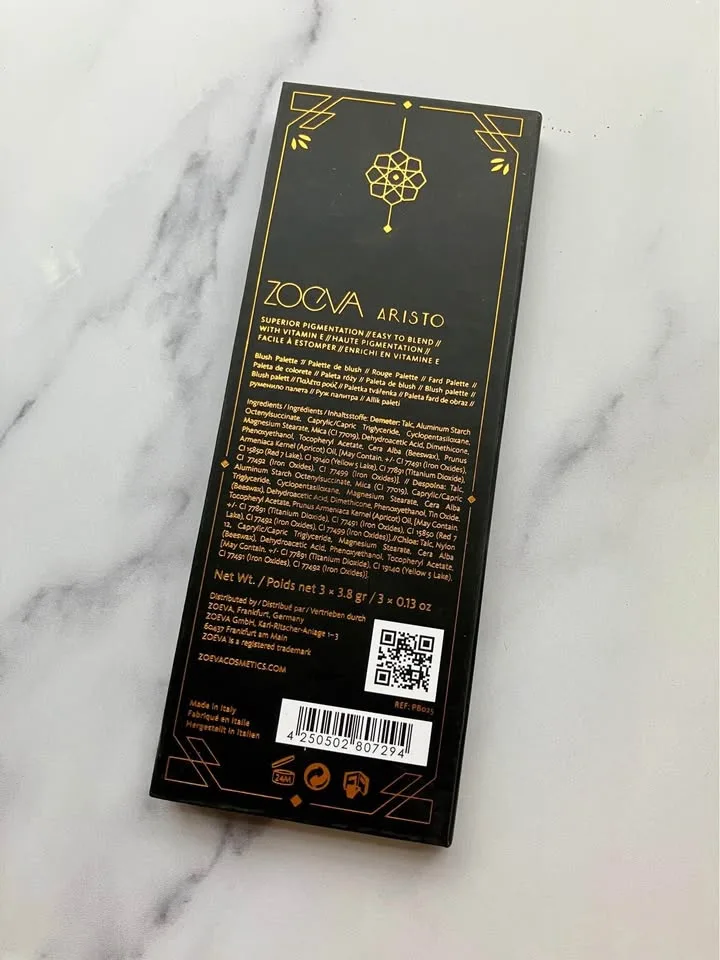 ZOEVA ARISTO
SUPERIOR PIGMENTATION // EASY TO BLEND //
WITH VITAMIN E // HAUTE PIGMENTATION //
FACILE À ESTOMPER // ENRICHI EN VITAMINE E
Blush Palette // Palette de blush // Rouge Palette // Fard Palette //
Paleta de colorete // Paleta róży // Paleta de blush // Blush palette //
Blush palett // Παλέτα ρουζ // Paletka tvářenka // Paleta fard de obraz //
руменило палета // Руж палитра // Allık paleti
Ingredients / Ingrédients / Inhaltsstoffe: Demeter: Talc, Aluminum Starch
Octenylsuccinate, Caprylic/Capric Triglyceride, Cyclopentasiloxane,
Magnesium Stearate, Mica (CI 77019), Dehydroacetic Acid, Dimethicone,
Phenoxyethanol, Tocopheryl Acetate, Cera Alba (Beeswax), Prunus
Armeniaca Kernel (Apricot) Oil, [May Contain. +/- CI 77491 (Iron Oxides),
CI 15850 (Red 7 Lake), CI 19140 (Yellow 5 Lake), CI 77891 (Titanium Dioxide),
CI 77492 (Iron Oxides), CI 77499 (Iron Oxides)]. // Despoina: Talc,
Aluminum Starch Octenylsuccinate, Mica (CI 77019), Caprylic/Capric
Triglyceride, Cyclopentasiloxane, Magnesium Stearate, Cera Alba
(Beeswax), Dehydroacetic Acid, Dimethicone, Phenoxyethanol, Tin Oxide,
Tocopheryl Acetate, Prunus Armeniaca Kernel (Apricot) Oil, [May Contain.
+/- CI 77891 (Titanium Dioxide), CI 77491 (Iron Oxides), CI 15850 (Red 7
Lake), CI 77492 (Iron Oxides), CI 77499 (Iron Oxides)].//Chloe: Talc, Nylon
12, Caprylic/Capric Triglyceride, Magnesium Stearate, Cera Alba
(Beeswax), Dehydroacetic Acid, Phenoxyethanol, Tocopheryl Acetate,
[May Contain. +/- CI 77891 (Titanium Dioxide), CI 19140 (Yellow 5 Lake),
CI 77491 (Iron Oxides), CI 77492 (Iron Oxides)].
Net Wt. / Poids net 3 × 3.8 gr / 3 × 0.13 oz
Distributed by / Distribué par / Vertrieben durch
ZOEVA, Frankfurt, Germany
ZOEVA GmbH, Karl-Ritscher-Anlage 1-3
60437 Frankfurt am Main
ZOEVA is a registered trademark
ZOEVACOSMETICS.COM
REF: PB025
Made in Italy
Fabriqué en Italie
Hergestellt in Italien
4 250502 807294
24M